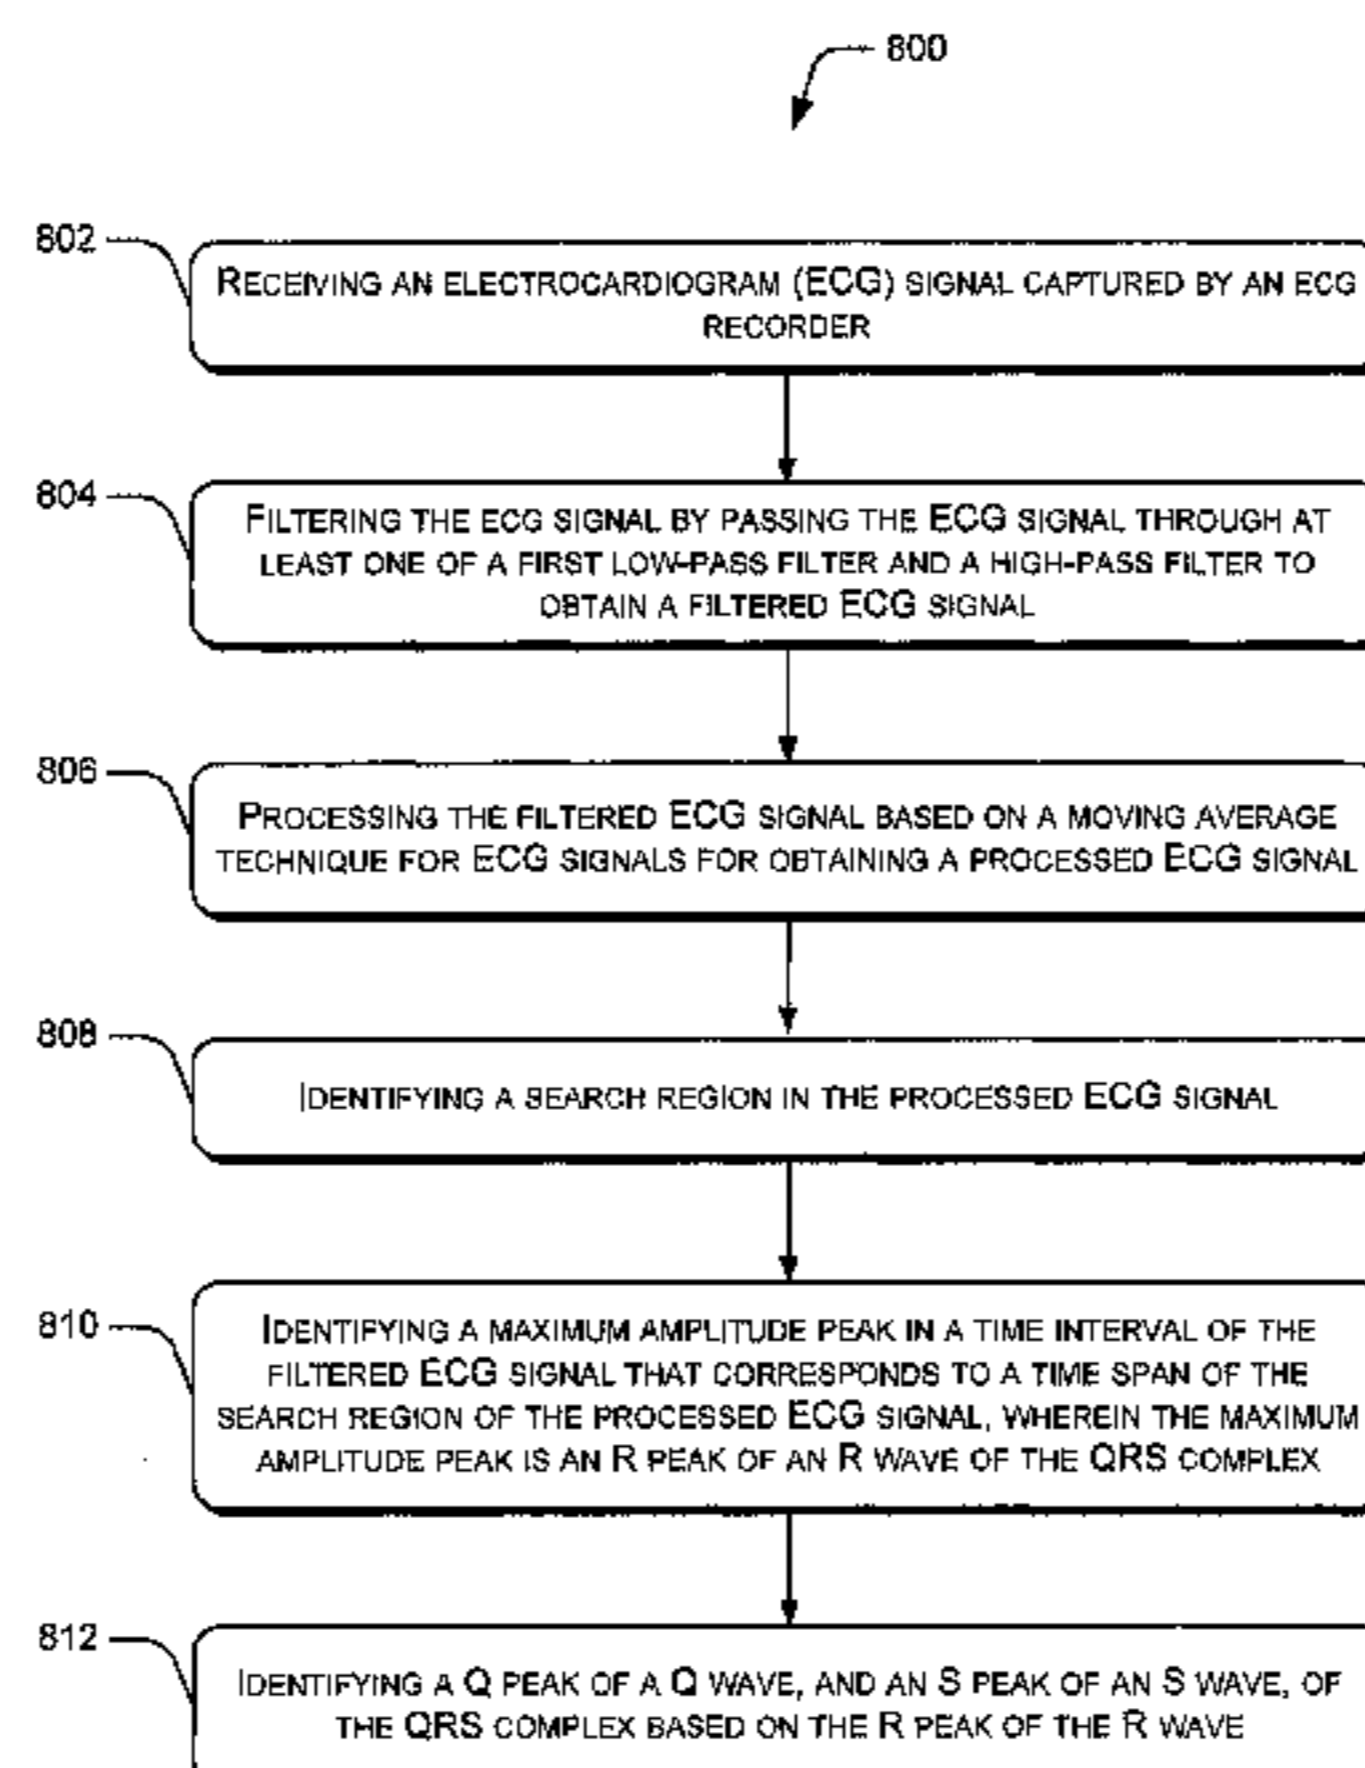 800
802
RECEIVING AN ELECTROCARDIOGRAM (ECG) SIGNAL CAPTURED BY AN ECG
RECORDER
804
FILTERING THE ECG SIGNAL BY PASSING THE ECG SIGNAL THROUGH AT
LEAST ONE OF A FIRST LOW-PASS FILTER AND A HIGH-PASS FILTER TO
OBTAIN A FILTERED ECG SIGNAL
806
PROCESSING THE FILTERED ECG SIGNAL BASED ON A MOVING AVERAGE
TECHNIQUE FOR ECG SIGNALS FOR OBTAINING A PROCESSED ECG SIGNAL
808
IDENTIFYING A SEARCH REGION IN THE PROCESSED ECG SIGNAL
810
IDENTIFYING A MAXIMUM AMPLITUDE PEAK IN A TIME INTERVAL OF THE
FILTERED ECG SIGNAL THAT CORRESPONDS TO A TIME SPAN OF THE
SEARCH REGION OF THE PROCESSED ECG SIGNAL, WHEREIN THE MAXIMUM
AMPLITUDE PEAK IS AN R PEAK OF AN R WAVE OF THE QRS COMPLEX
812
IDENTIFYING A Q PEAK OF A Q WAVE, AND AN S PEAK OF AN S WAVE, OF
THE QRS COMPLEX BASED ON THE R PEAK OF THE R WAVE